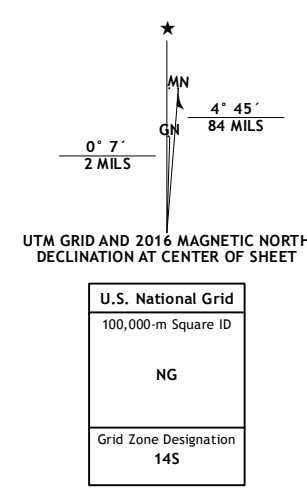 ★
MN
4° 45´
84 MILS
GN
0° 7´
2 MILS
UTM GRID AND 2016 MAGNETIC NORTH
DECLINATION AT CENTER OF SHEET
U.S. National Grid
100,000-m Square ID
NG
Grid Zone Designation
14S